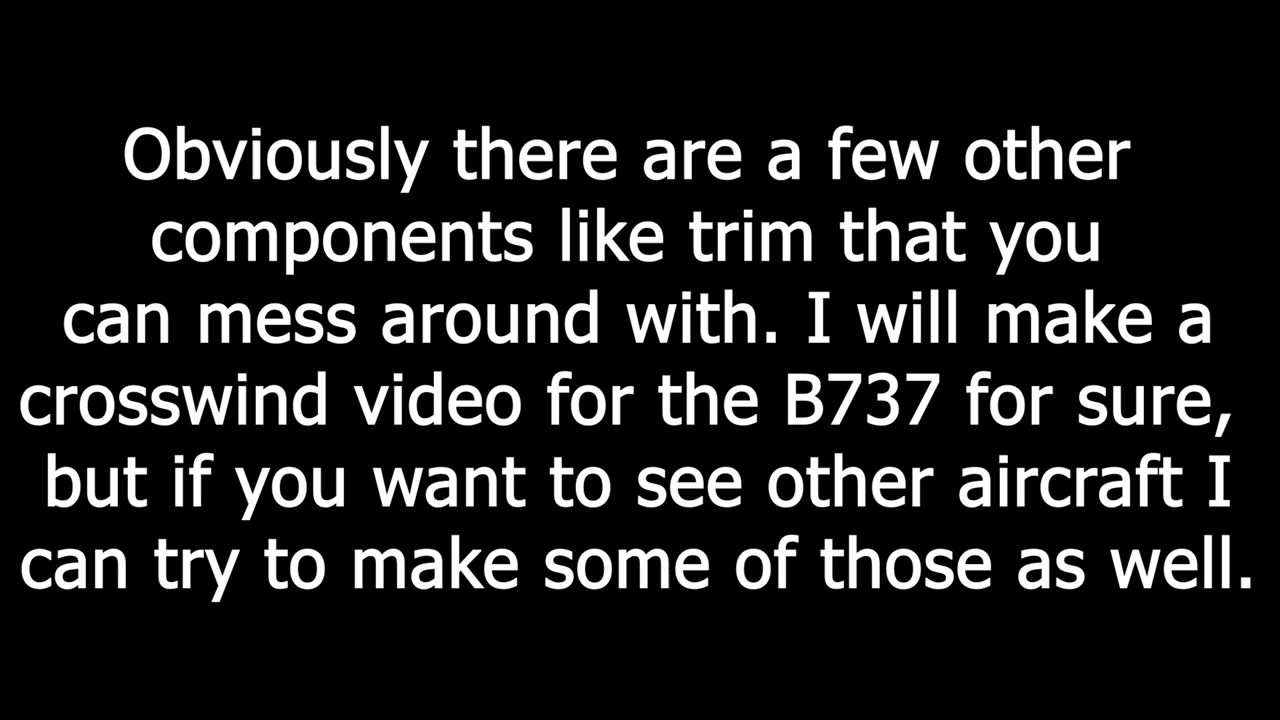 Obviously there are a few other
components like trim that you
can mess around with. I will make a
crosswind video for the B737 for sure,
but if you want to see other aircraft I
can try to make some of those as well.